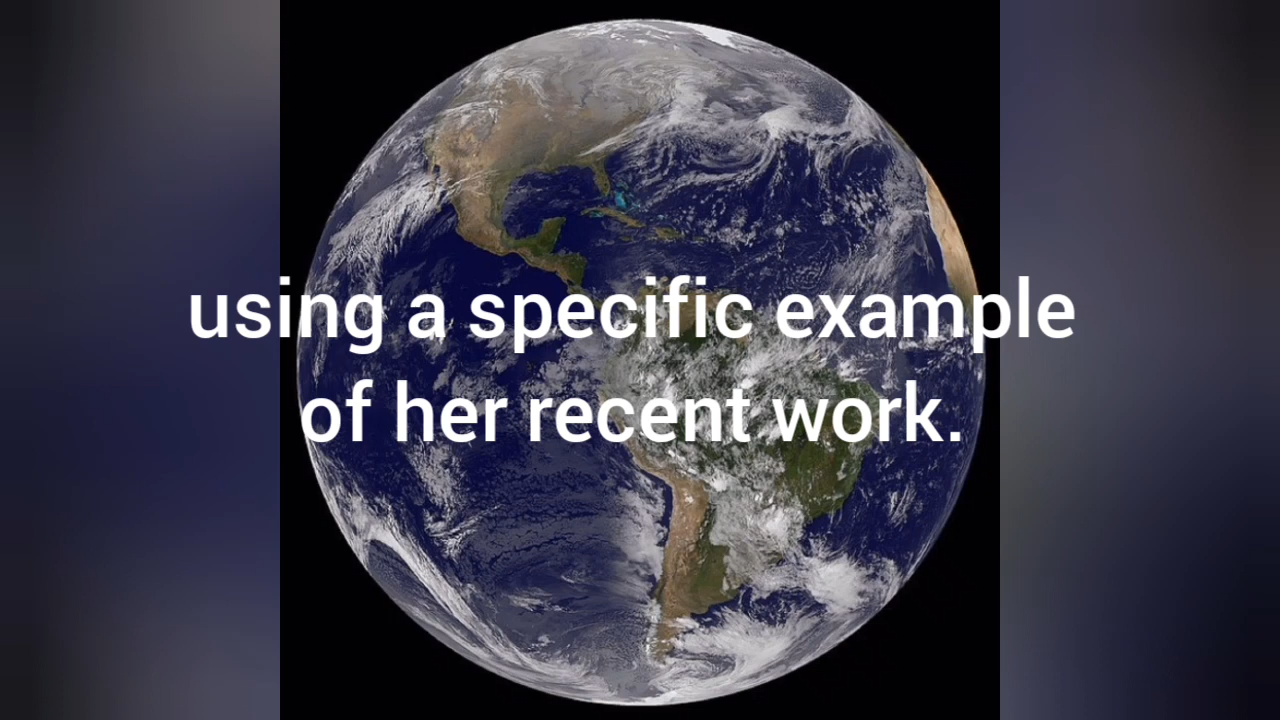 using a specific example
of her recent work.